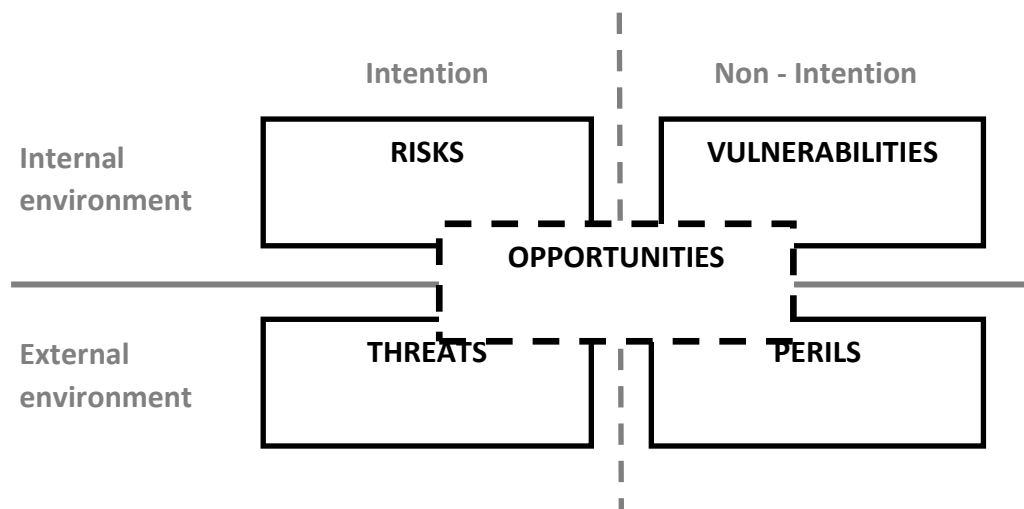 Intention
Non - Intention
Internal
environment
RISKS
VULNERABILITIES
OPPORTUNITIES
External
environment
THREATS
PERILS